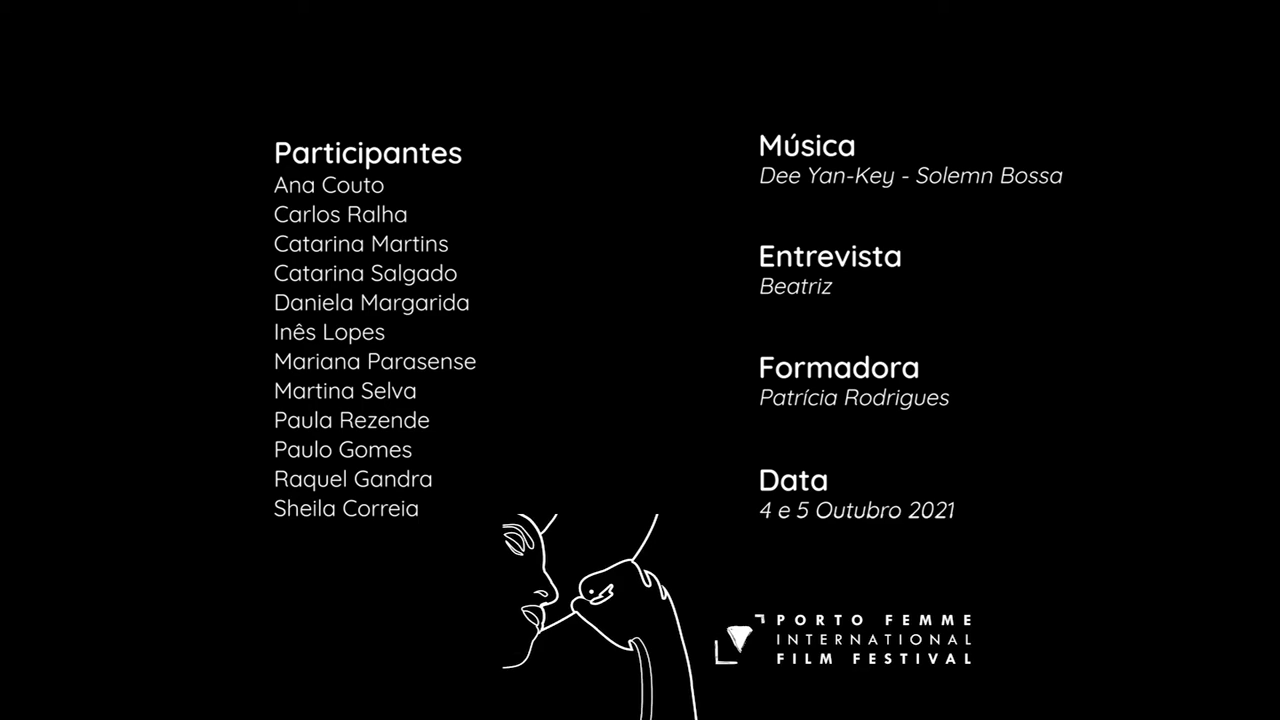 Participantes
Ana Couto
Carlos Ralha
Catarina Martins
Catarina Salgado
Daniela Margarida
Inês Lopes
Mariana Parasense
Martina Selva
Paula Rezende
Paulo Gomes
Raquel Gandra
Sheila Correia
Música
Dee Yan-Key - Solemn Bossa
Entrevista
Beatriz
Formadora
Patrícia Rodrigues
Data
4 e 5 Outubro 2021
PORTO FEMME
INTERNATIONAL
FILM FESTIVAL